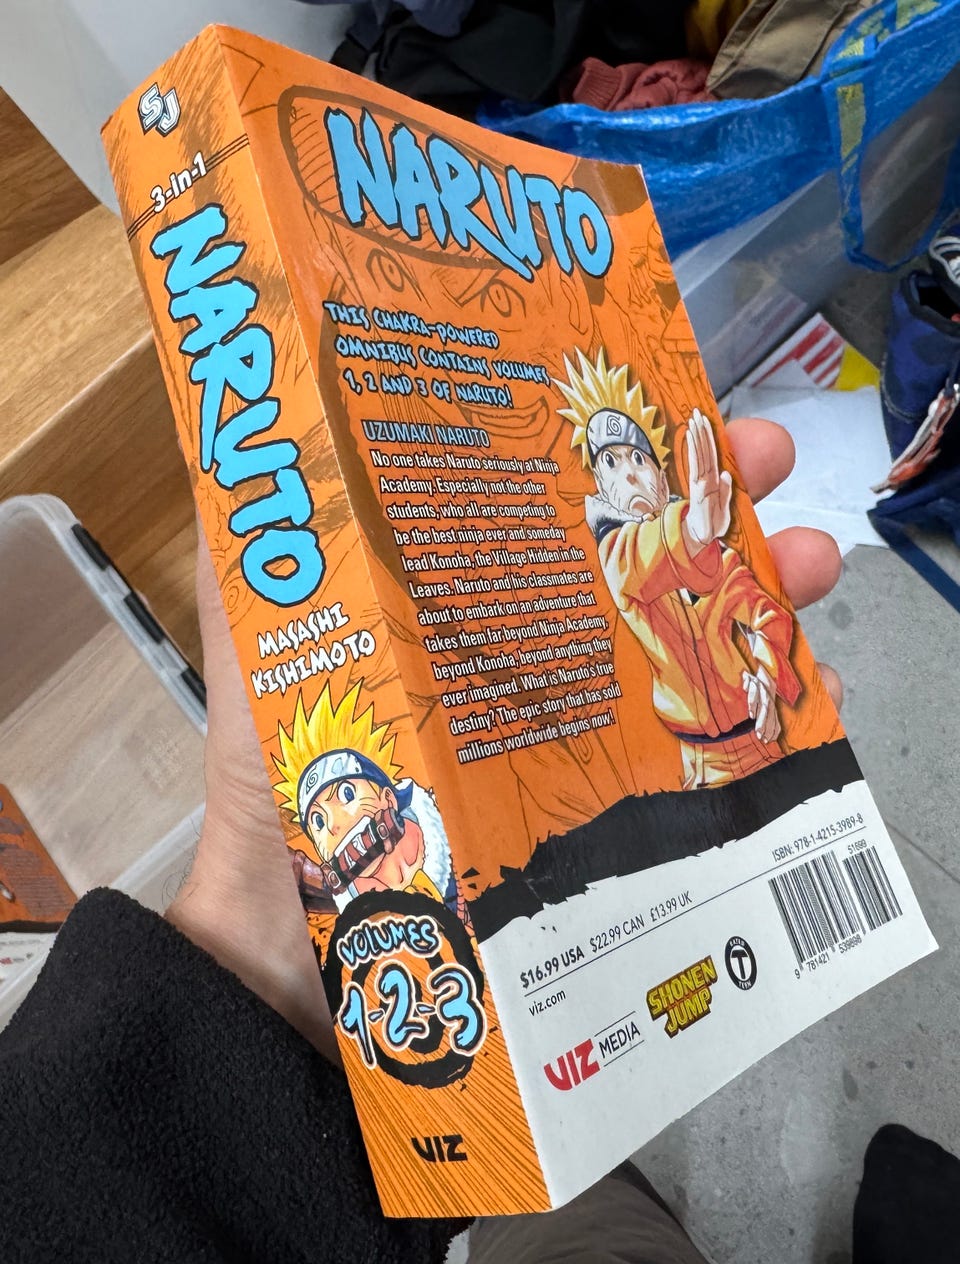 SJ
3-in-1
NARUTO
MASASHI
KISHIMOTO
VOLUMES
1-2-3
VIZ
NARUTO
THIS CHAKRA-POWERED
OMNIBUS CONTAINS VOLUMES
1, 2 AND 3 OF NARUTO!
UZUMAKI NARUTO
No one takes Naruto seriously at Ninja
Academy. Especially not the other
students, who all are competing to
be the best ninja ever and someday
lead Konoha, the Village Hidden in the
Leaves. Naruto and his classmates are
about to embark on an adventure that
takes them far beyond Ninja Academy,
beyond Konoha, beyond anything they
ever imagined. What is Naruto's true
destiny? The epic story that has sold
millions worldwide begins now!
$16.99 USA $22.99 CAN £13.99 UK
viz.com
VIZ MEDIA
SHONEN
JUMP
RATED
T
TEEN
ISBN: 978-1-4215-3989-8
51699
9 781421 539898